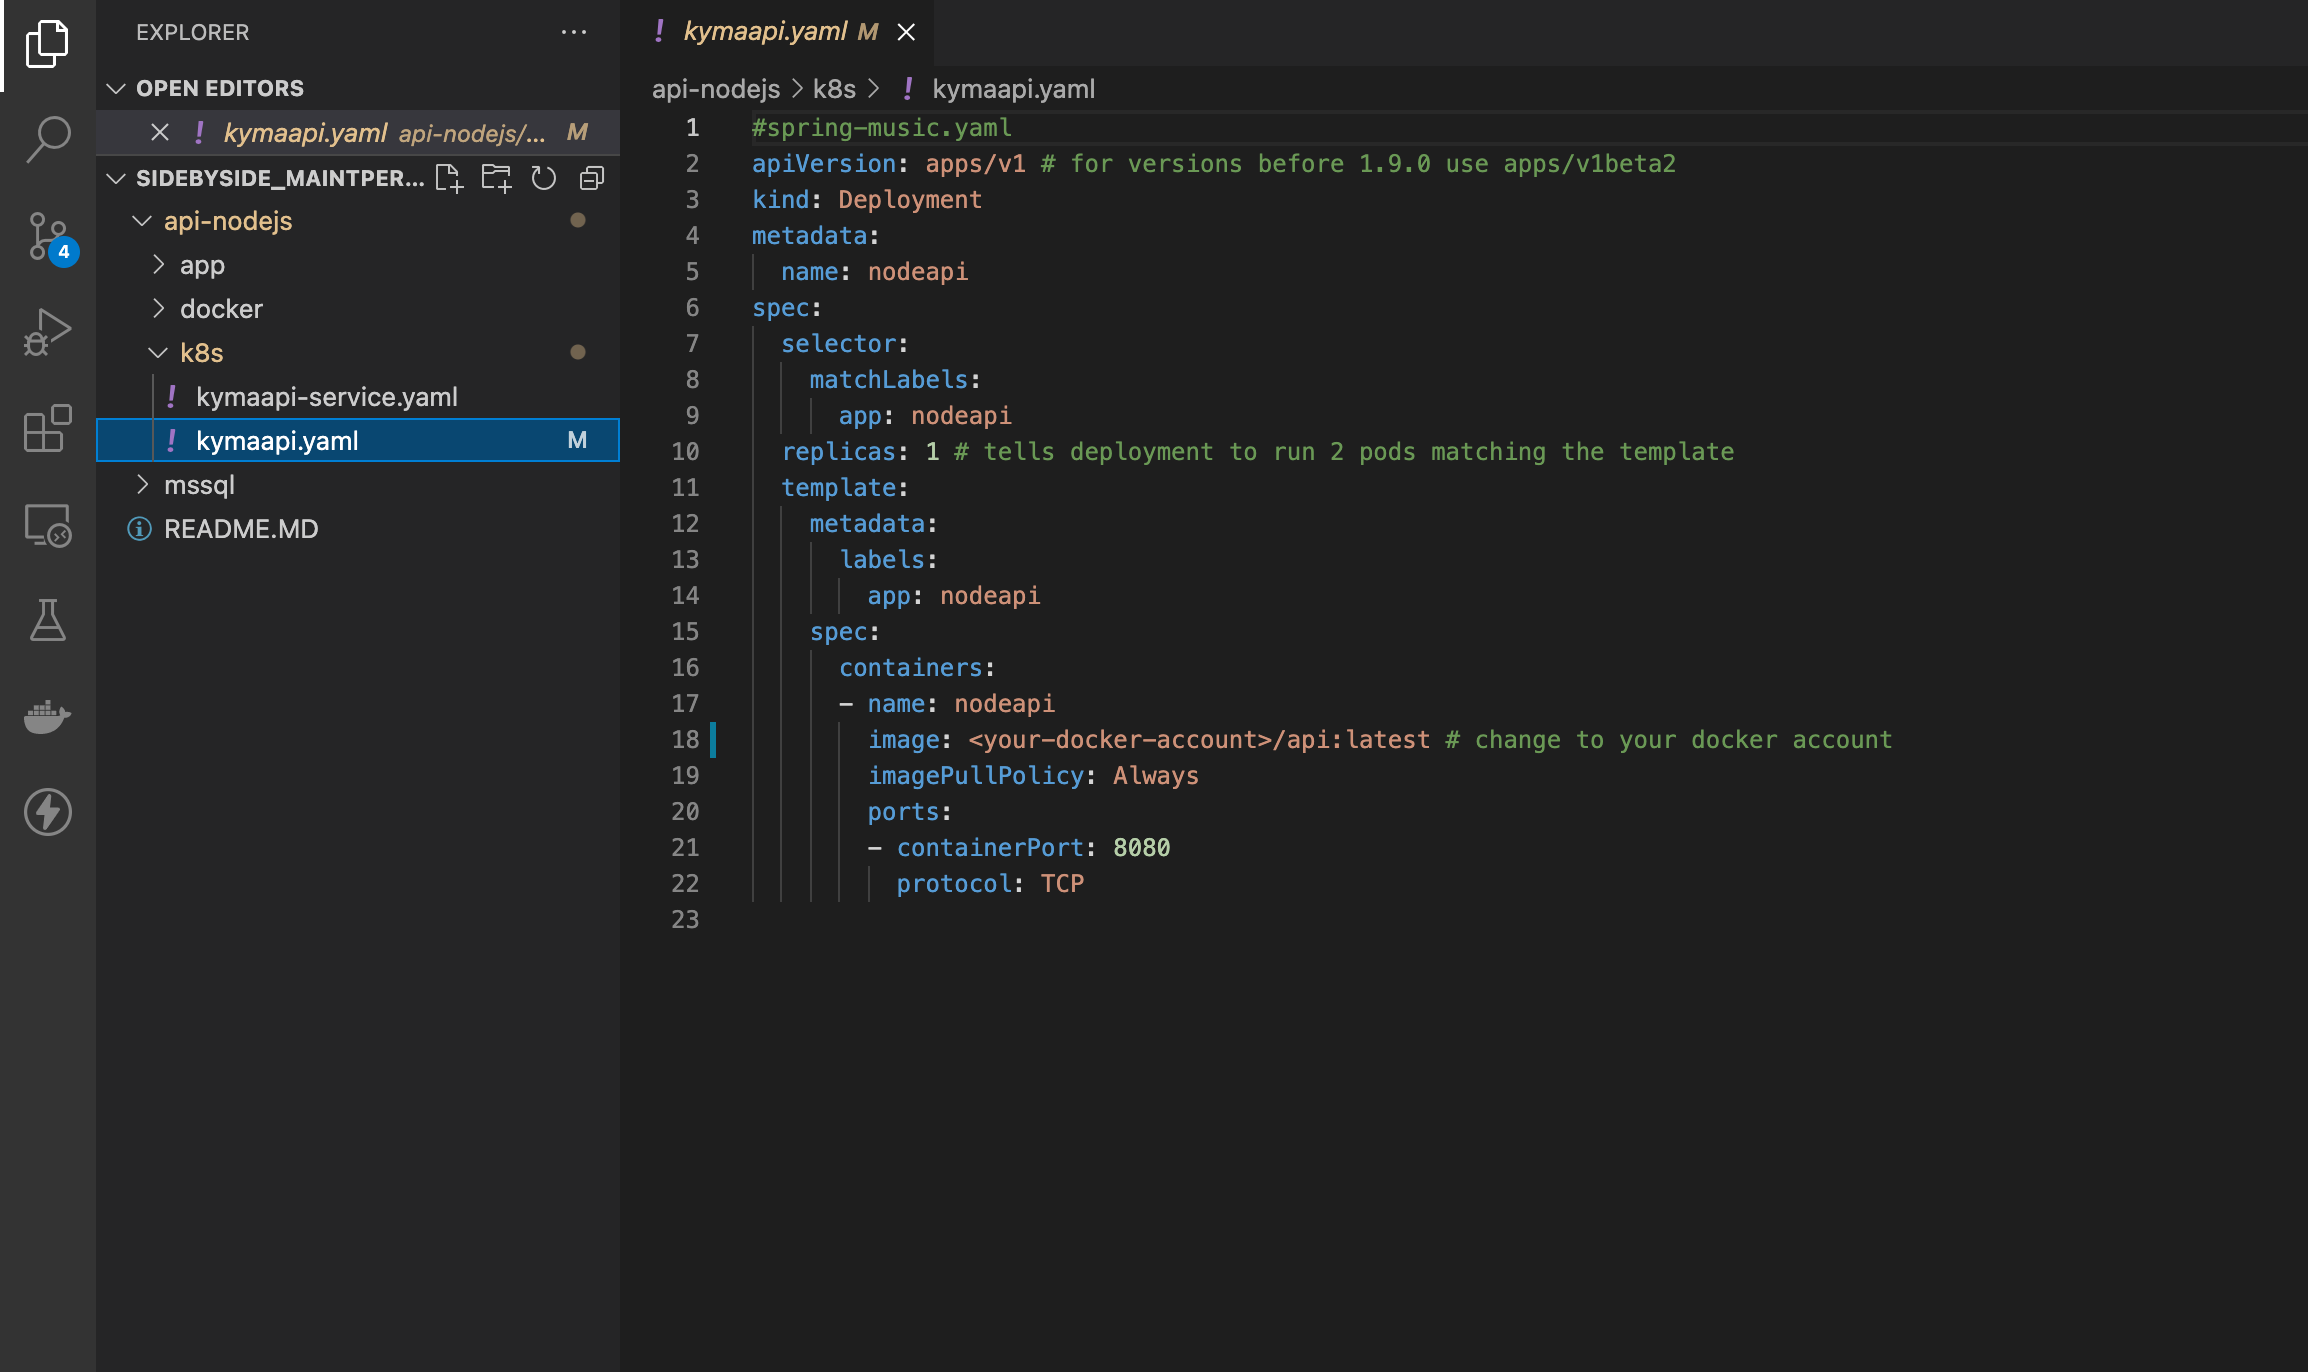 EXPLORER
OPEN EDITORS
kymaapi.yaml api-nodejs/... M
SIDEBYSIDE_MAINTPER...
api-nodejs
app
docker
k8s
kymaapi-service.yaml
kymaapi.yaml M
mssql
README.MD
4
kymaapi.yaml M
api-nodejs > k8s > ! kymaapi.yaml
1 #spring-music.yaml
2 apiVersion: apps/v1 # for versions before 1.9.0 use apps/v1beta2
3 kind: Deployment
4 metadata:
5   name: nodeapi
6 spec:
7   selector:
8     matchLabels:
9       app: nodeapi
10   replicas: 1 # tells deployment to run 2 pods matching the template
11   template:
12     metadata:
13       labels:
14         app: nodeapi
15     spec:
16       containers:
17       - name: nodeapi
18         image: <your-docker-account>/api:latest # change to your docker account
19         imagePullPolicy: Always
20         ports:
21         - containerPort: 8080
22           protocol: TCP
23